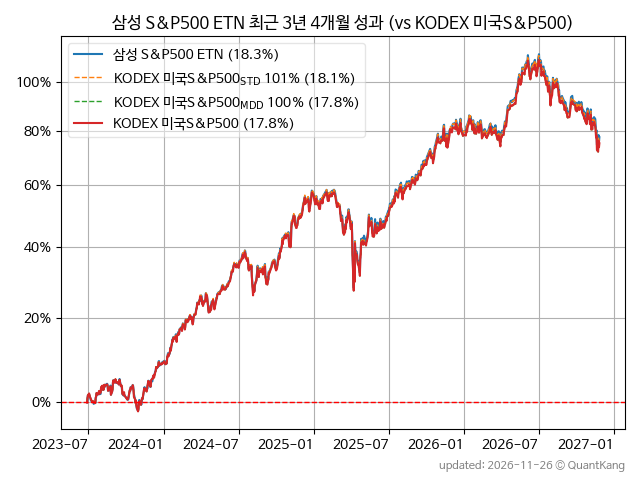 삼성 S&P500 ETN 최근 3년 4개월 성과 (vs KODEX 미국S&P500)
삼성 S&P500 ETN (18.3%)
KODEX 미국S&P500STD 101% (18.1%)
KODEX 미국S&P500MDD 100% (17.8%)
KODEX 미국S&P500 (17.8%)
100%
80%
60%
40%
20%
0%
2023-07 2024-01 2024-07 2025-01 2025-07 2026-01 2026-07 2027-01
updated: 2026-11-26 © QuantKang